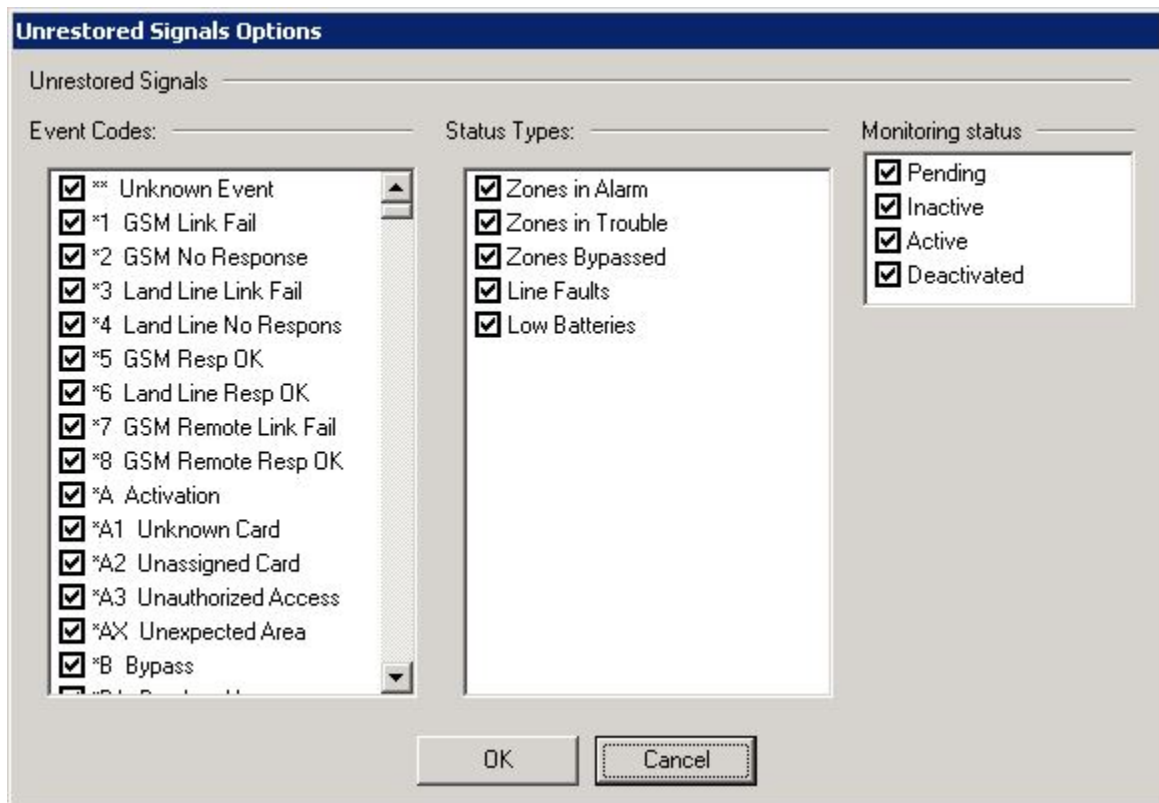 Unrestored Signals Options
Unrestored Signals
Event Codes:
** Unknown Event
*1 GSM Link Fail
*2 GSM No Response
*3 Land Line Link Fail
*4 Land Line No Respons
*5 GSM Resp OK
*6 Land Line Resp OK
*7 GSM Remote Link Fail
*8 GSM Remote Resp OK
*A Activation
*A1 Unknown Card
*A2 Unassigned Card
*A3 Unauthorized Access
*AX Unexpected Area
*B Bypass
Status Types:
Zones in Alarm
Zones in Trouble
Zones Bypassed
Line Faults
Low Batteries
Monitoring status
Pending
Inactive
Active
Deactivated
OK
Cancel